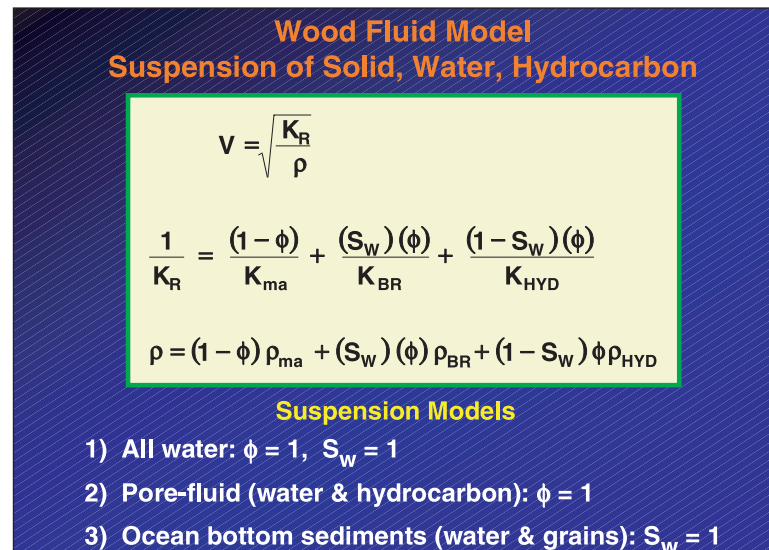 Wood Fluid Model
Suspension of Solid, Water, Hydrocarbon
V = √(K_R / ρ)
1/K_R = (1 − ϕ)/K_ma + (S_W)(ϕ)/K_BR + (1 − S_W)(ϕ)/K_HYD
ρ = (1 − ϕ) ρ_ma + (S_W)(ϕ) ρ_BR + (1 − S_W) ϕ ρ_HYD
Suspension Models
1) All water: ϕ = 1, S_W = 1
2) Pore-fluid (water & hydrocarbon): ϕ = 1
3) Ocean bottom sediments (water & grains): S_W = 1